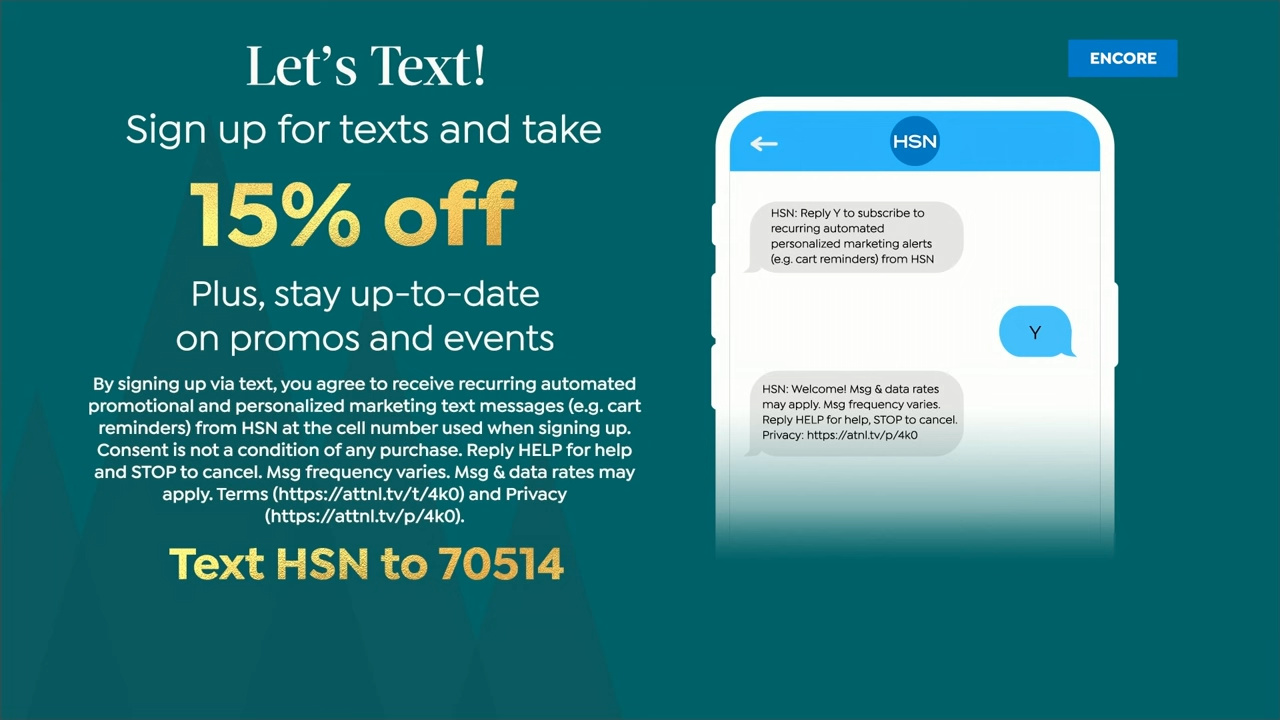 Let's Text!
Sign up for texts and take
15% off
Plus, stay up-to-date
on promos and events
By signing up via text, you agree to receive recurring automated
promotional and personalized marketing text messages (e.g. cart
reminders) from HSN at the cell number used when signing up.
Consent is not a condition of any purchase. Reply HELP for help
and STOP to cancel. Msg frequency varies. Msg & data rates may
apply. Terms (https://attnl.tv/t/4k0) and Privacy
(https://attnl.tv/p/4k0).
Text HSN to 70514
ENCORE
HSN
HSN: Reply Y to subscribe to
recurring automated
personalized marketing alerts
(e.g. cart reminders) from HSN
Y
HSN: Welcome! Msg & data rates
may apply. Msg frequency varies.
Reply HELP for help, STOP to cancel.
Privacy: https://atnl.tv/p/4k0